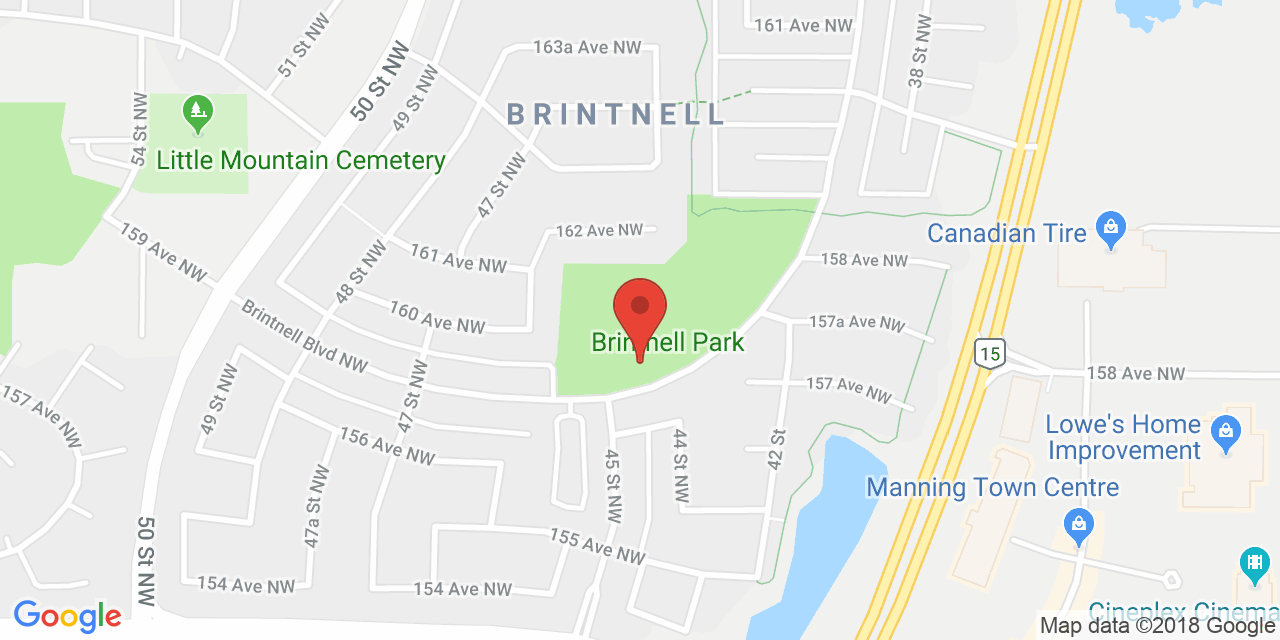 161 Ave NW
163a Ave NW
51 St NW
50 St NW
38 St NW
49 St NW
BRINTNELL
54 St NW
Little Mountain Cemetery
47 St NW
159 Ave NW
162 Ave NW
161 Ave NW
Canadian Tire
158 Ave NW
48 St NW
160 Ave NW
Brintnell Blvd NW
157a Ave NW
Brintnell Park
15
158 Ave NW
157 Ave NW
157 Ave NW
49 St NW
47 St NW
156 Ave NW
Lowe's Home
Improvement
44 St NW
42 St
45 St NW
Manning Town Centre
47a St NW
50 St NW
155 Ave NW
154 Ave NW
154 Ave NW
Google
Cineplex Cinema
Map data ©2018 Google